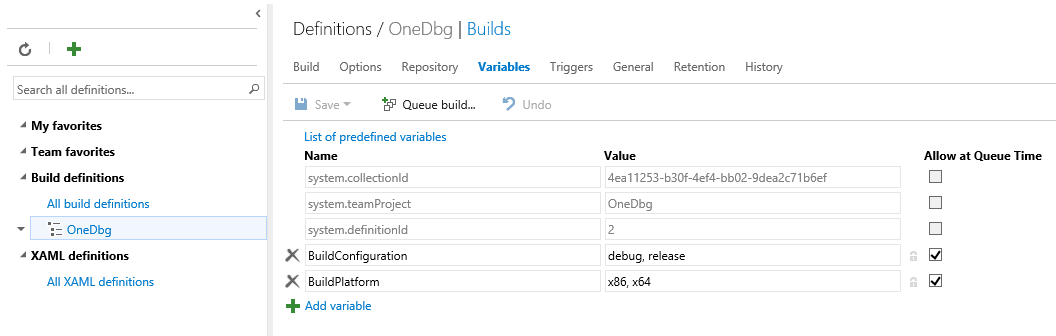 Definitions / OneDbg | Builds
Build Options Repository Variables Triggers General Retention History
Search all definitions...
Save Queue build... Undo
My favorites
Team favorites
Build definitions
All build definitions
OneDbg
XAML definitions
All XAML definitions
List of predefined variables
Name Value Allow at Queue Time
system.collectionId 4ea11253-b30f-4ef4-bb02-9dea2c71b6ef
system.teamProject OneDbg
system.definitionId 2
BuildConfiguration debug, release
BuildPlatform x86, x64
Add variable